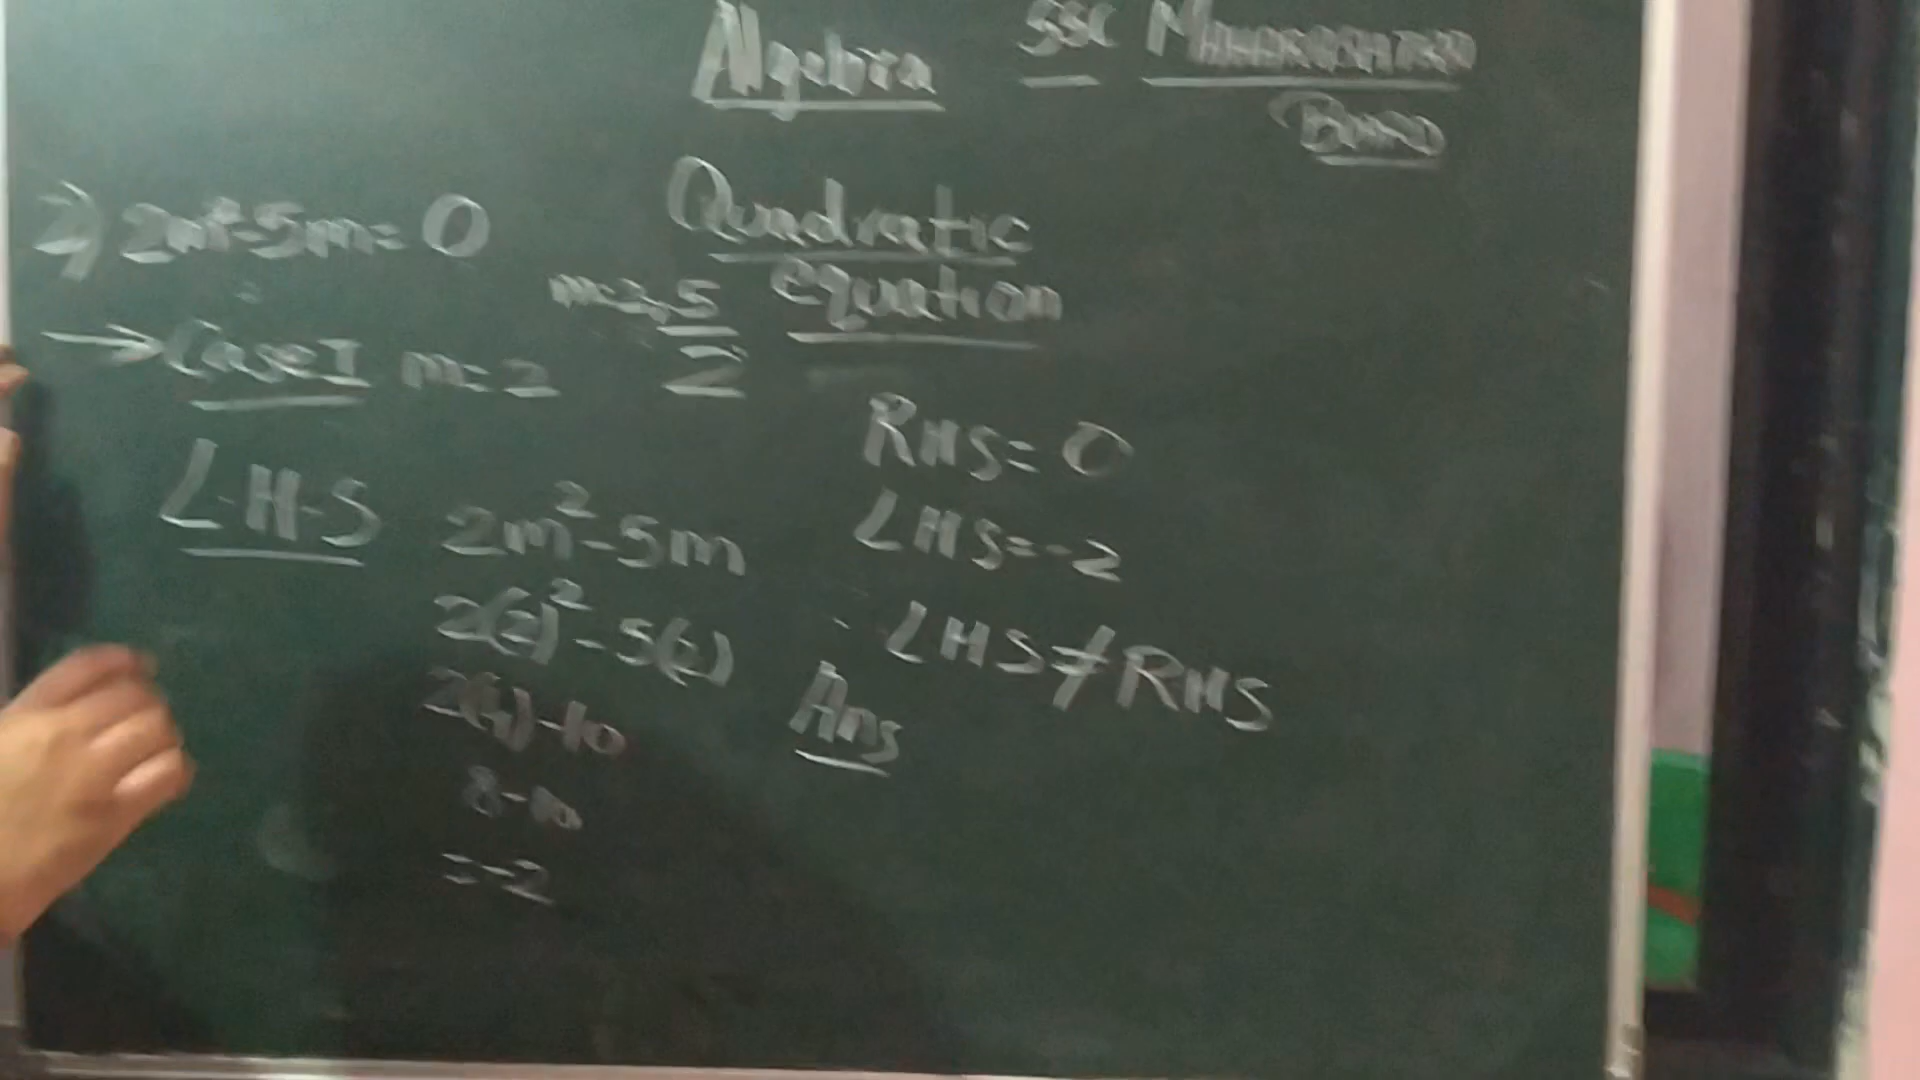 Algebra SSC MAHARASHTRA
BOARD
2) 2m²-5m=0
Quadratic
equation
m=2, 5/2
→ Case I m=2
L.H.S 2m²-5m
2(2)²-5(2)
2(4)-10
8-10
=-2
RHS=0
LHS=-2
LHS≠RHS
Ans